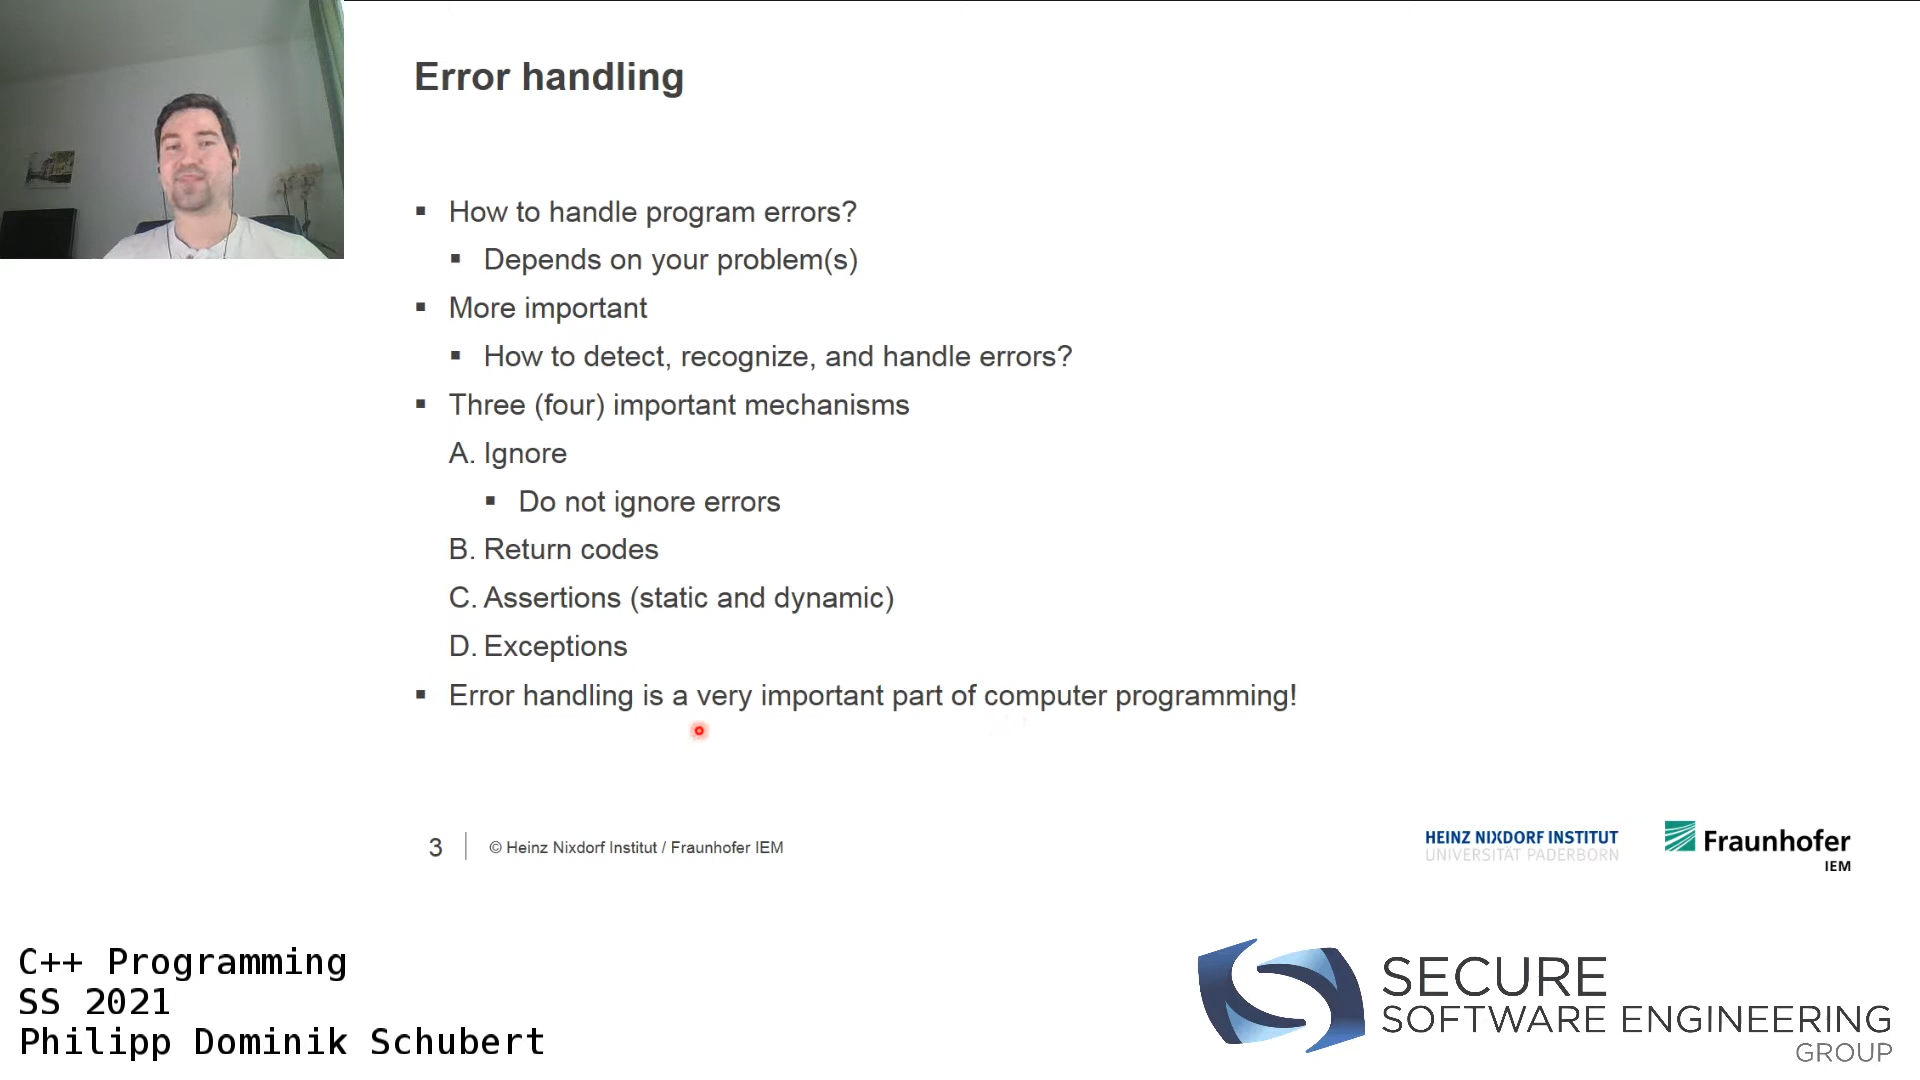 Error handling
▪ How to handle program errors?
▪ Depends on your problem(s)
▪ More important
▪ How to detect, recognize, and handle errors?
▪ Three (four) important mechanisms
A. Ignore
▪ Do not ignore errors
B. Return codes
C. Assertions (static and dynamic)
D. Exceptions
▪ Error handling is a very important part of computer programming!
3 © Heinz Nixdorf Institut / Fraunhofer IEM
HEINZ NIXDORF INSTITUT
UNIVERSITÄT PADERBORN
Fraunhofer
IEM
C++ Programming
SS 2021
Philipp Dominik Schubert
SECURE
SOFTWARE ENGINEERING
GROUP